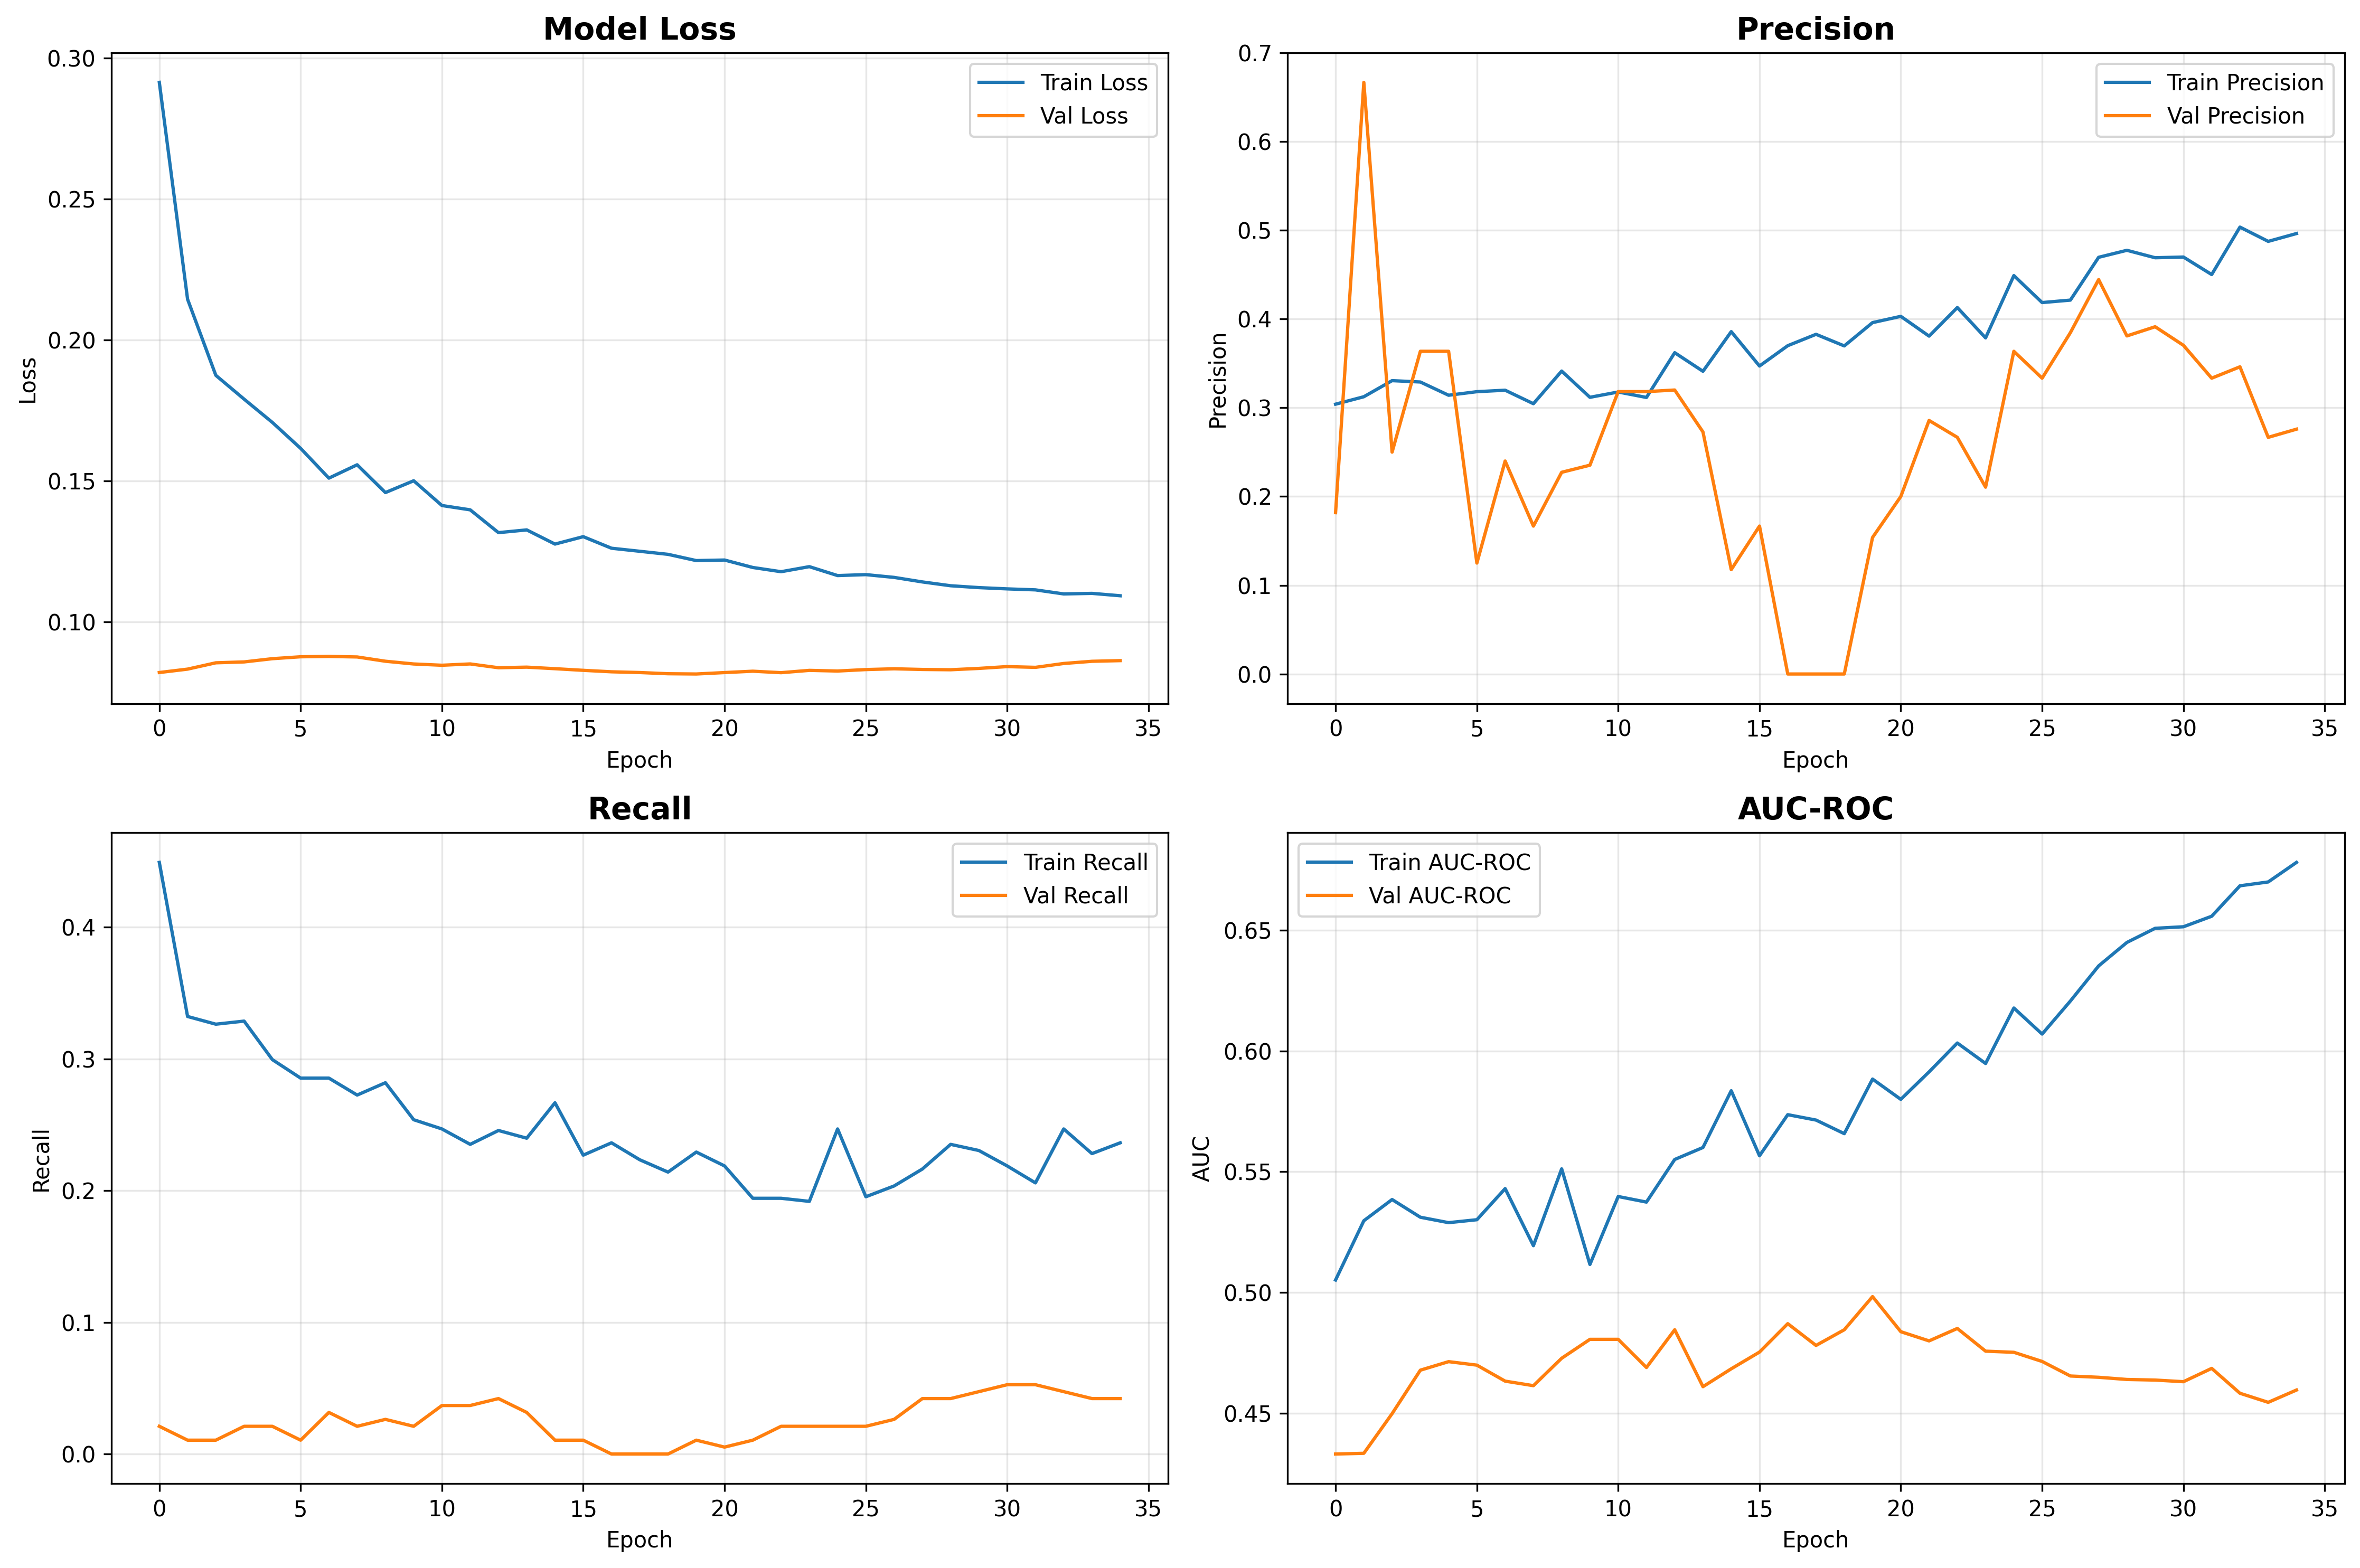 Model Loss
0.30
0.25
0.20
0.15
0.10
Loss
Train Loss
Val Loss
0 5 10 15 20 25 30 35
Epoch
Precision
0.7
0.6
0.5
0.4
0.3
0.2
0.1
0.0
Precision
Train Precision
Val Precision
0 5 10 15 20 25 30 35
Epoch
Recall
0.4
0.3
0.2
0.1
0.0
Recall
Train Recall
Val Recall
0 5 10 15 20 25 30 35
Epoch
AUC-ROC
0.65
0.60
0.55
0.50
0.45
AUC
Train AUC-ROC
Val AUC-ROC
0 5 10 15 20 25 30 35
Epoch